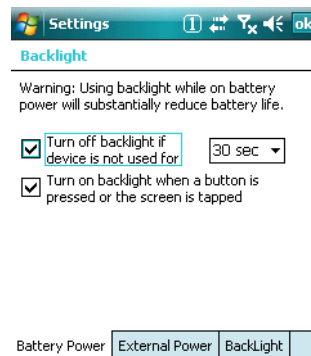 Settings 1 ok
Backlight
Warning: Using backlight while on battery
power will substantially reduce battery life.
Turn off backlight if
device is not used for 30 sec
Turn on backlight when a button is
pressed or the screen is tapped
Battery Power External Power BackLight